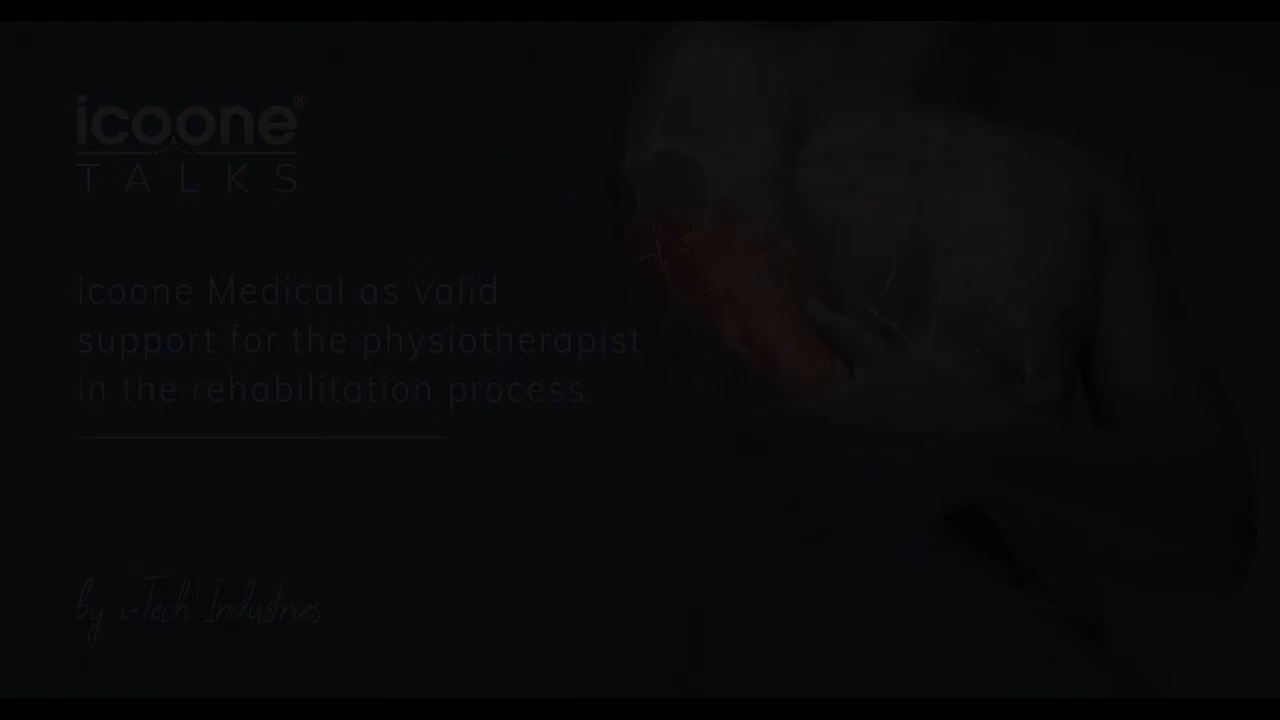 icoone®
TALKS
icoone Medical as valid
support for the physiotherapist
in the rehabilitation process.
by i-Tech Industries